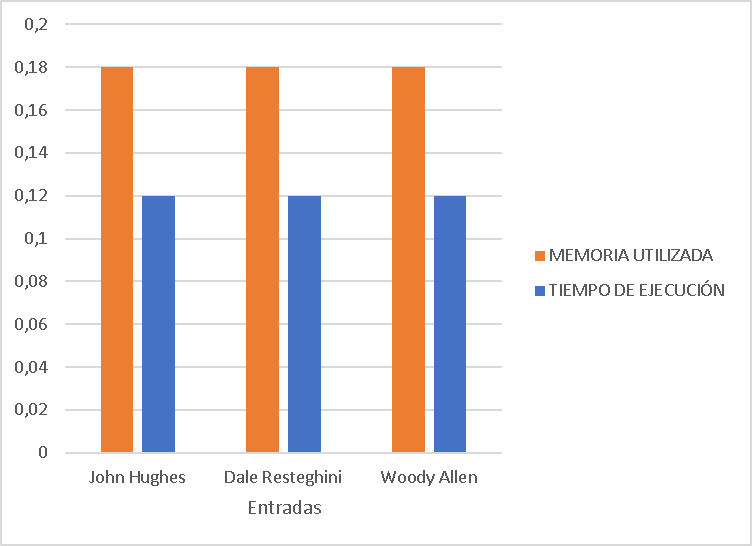 0,2
0,18
0,16
0,14
0,12
0,1
0,08
0,06
0,04
0,02
0
John Hughes Dale Resteghini Woody Allen
Entradas
MEMORIA UTILIZADA
TIEMPO DE EJECUCIÓN